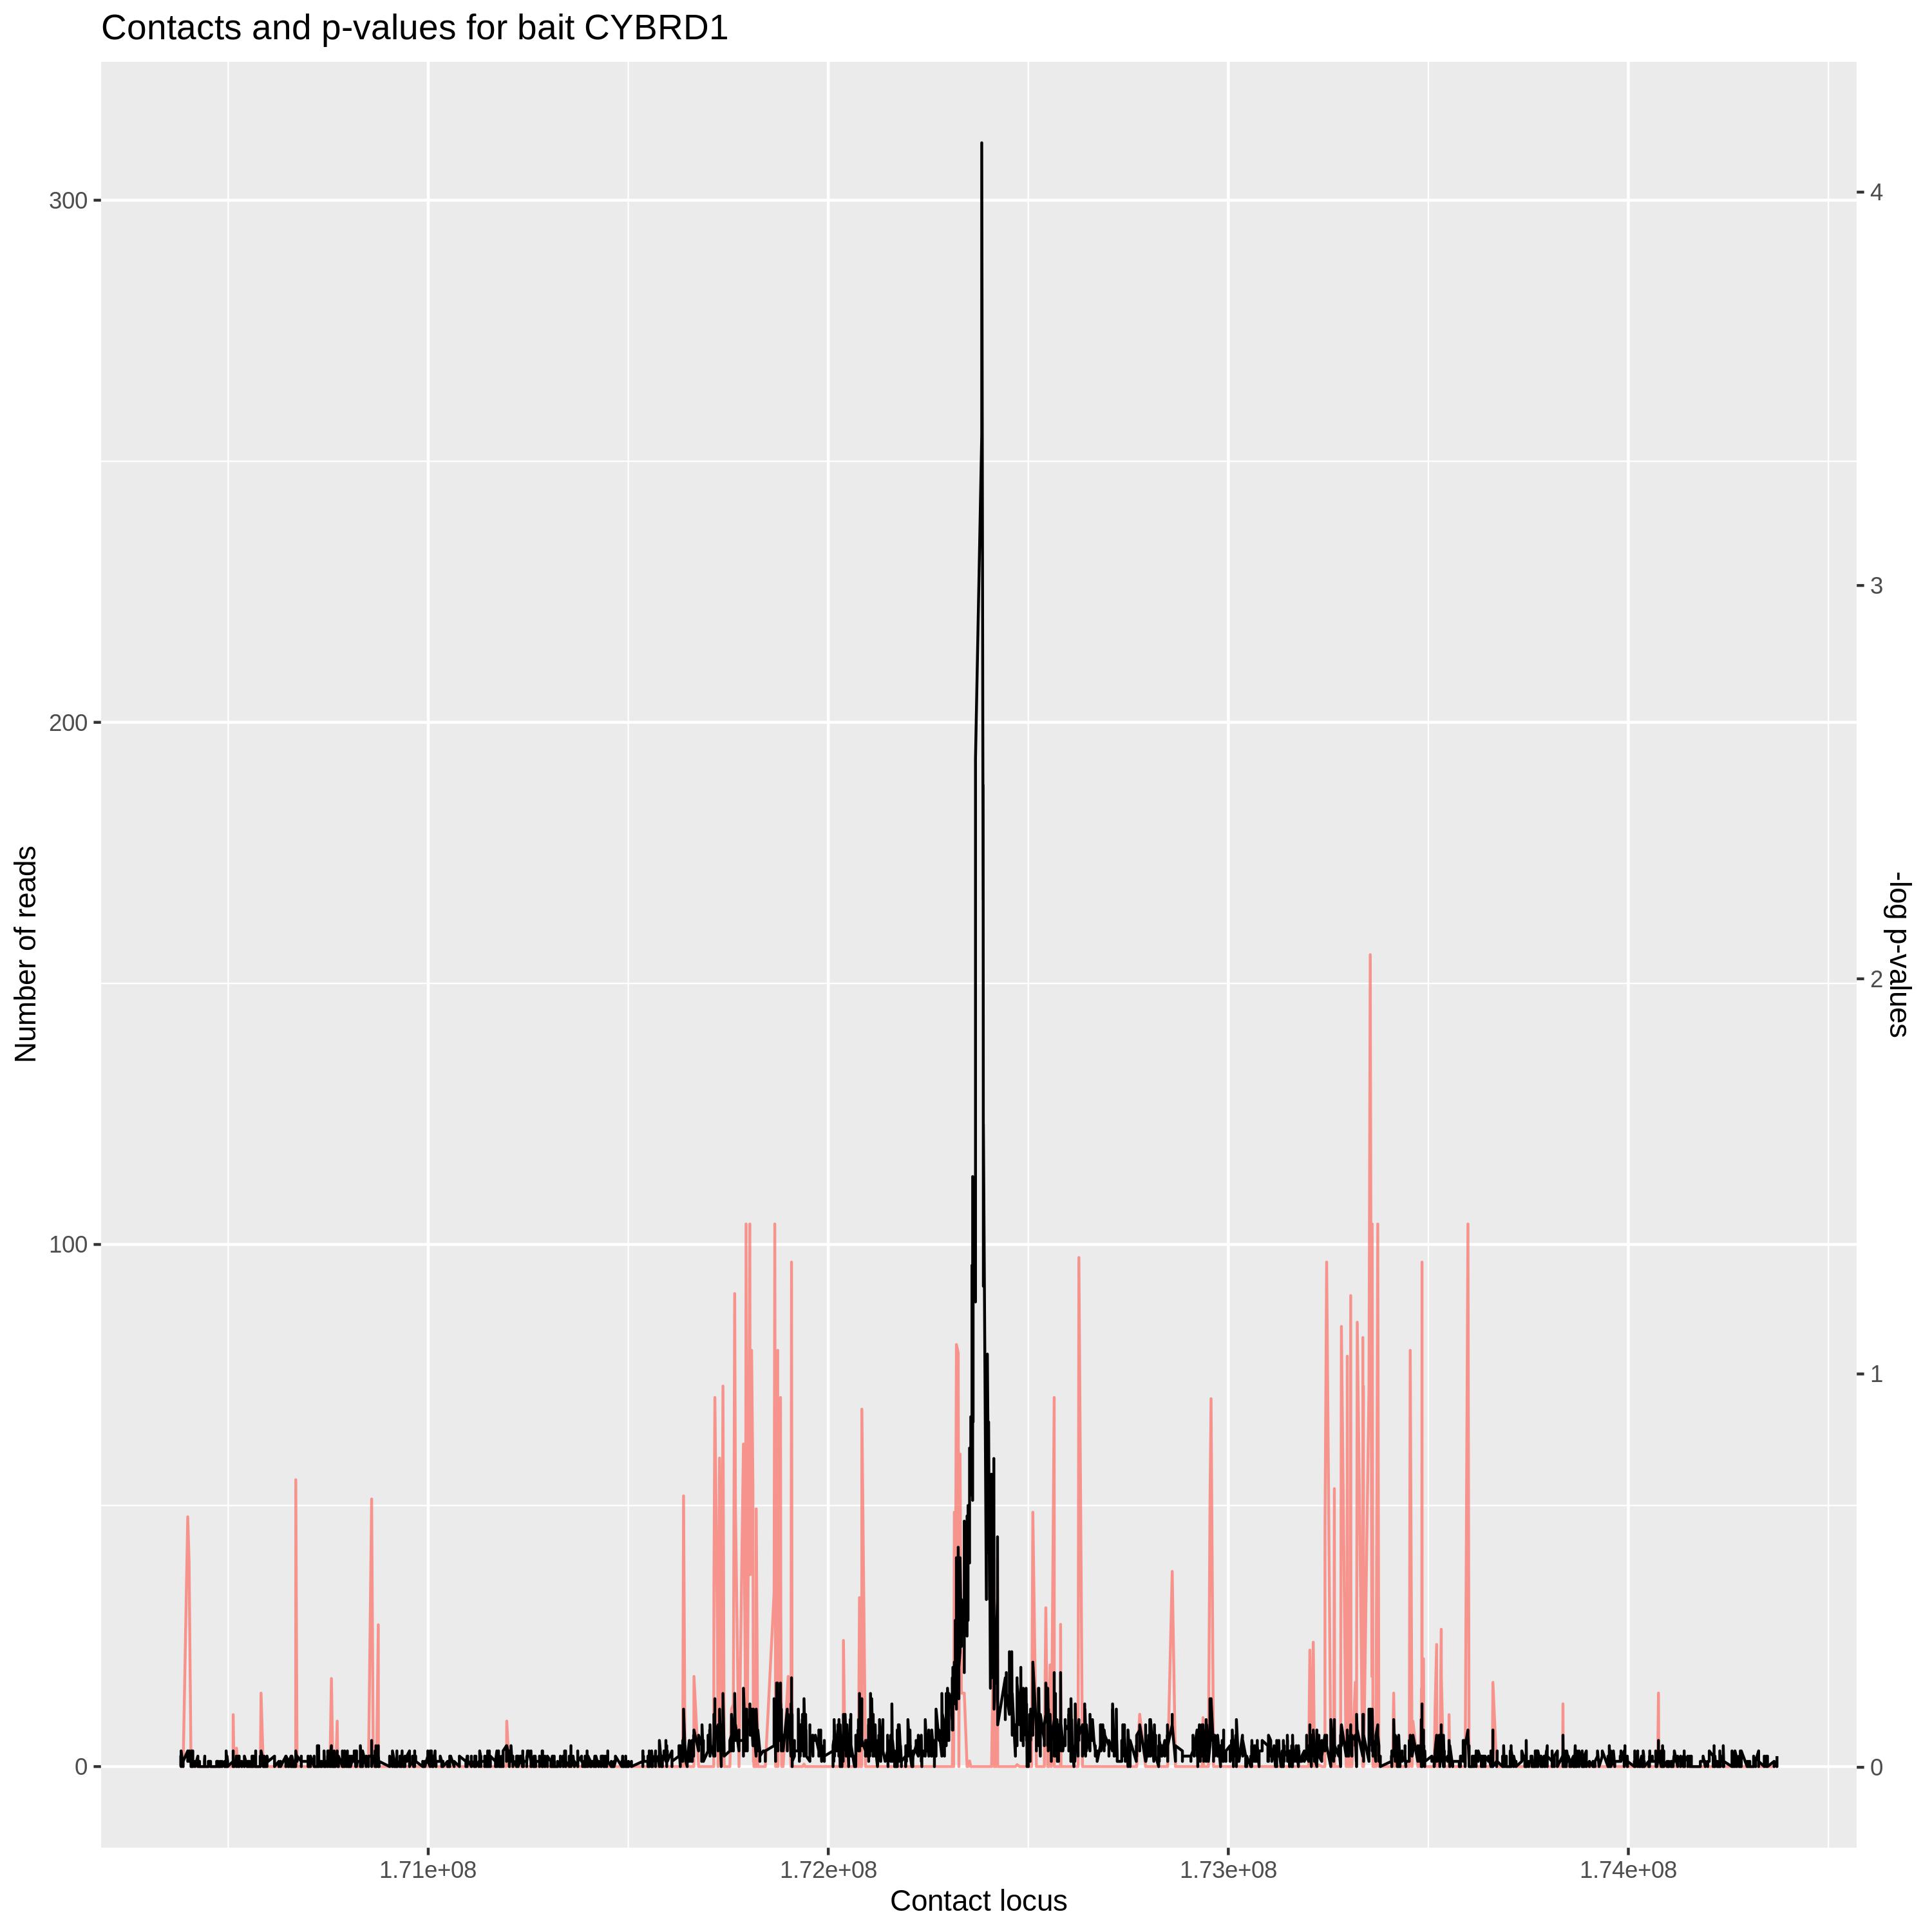 Contacts and p-values for bait CYBRD1
300
200
100
0
Number of reads
4
3
2
1
0
-log p-values
1.71e+08
1.72e+08
1.73e+08
1.74e+08
Contact locus